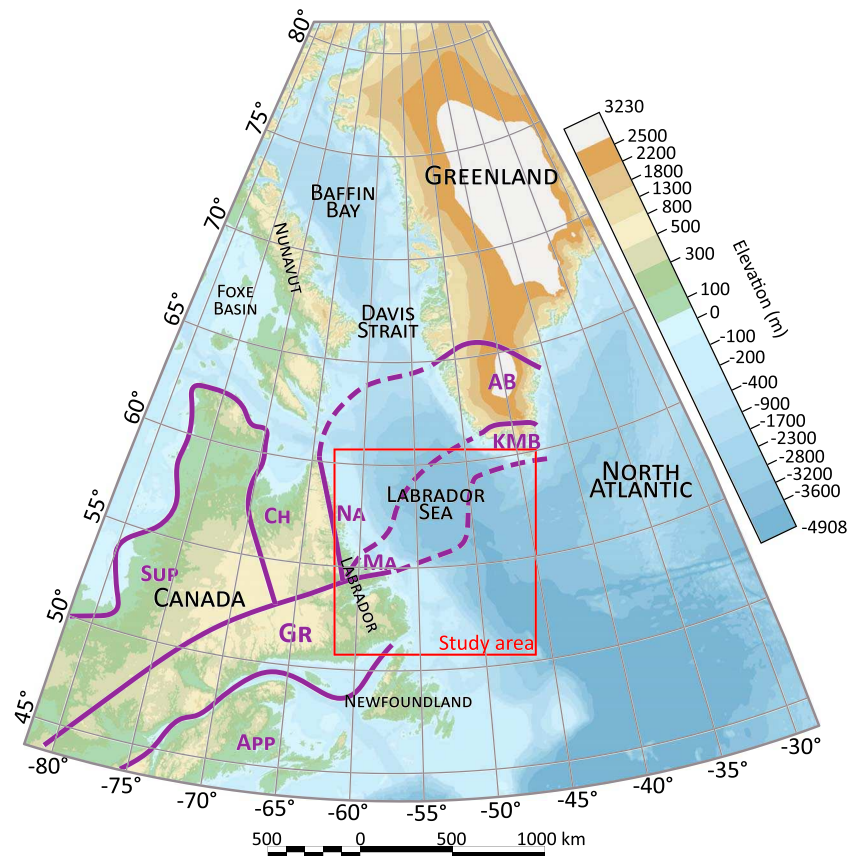 80°
75°
70°
65°
60°
55°
50°
45°
GREENLAND
BAFFIN
BAY
NUNAVUT
FOXE
BASIN
DAVIS
STRAIT
AB
KMB
NORTH
ATLANTIC
LABRADOR
SEA
NA
CH
MA
SUP
CANADA
LABRADOR
GR
Study area
NEWFOUNDLAND
APP
3230
2500
2200
1800
1300
800
500
300
100
0
-100
-200
-400
-900
-1700
-2300
-2800
-3200
-3600
-4908
Elevation (m)
-80°
-75°
-70°
-65°
-60°
-55°
-50°
-45°
-40°
-35°
-30°
500 0 500 1000 km